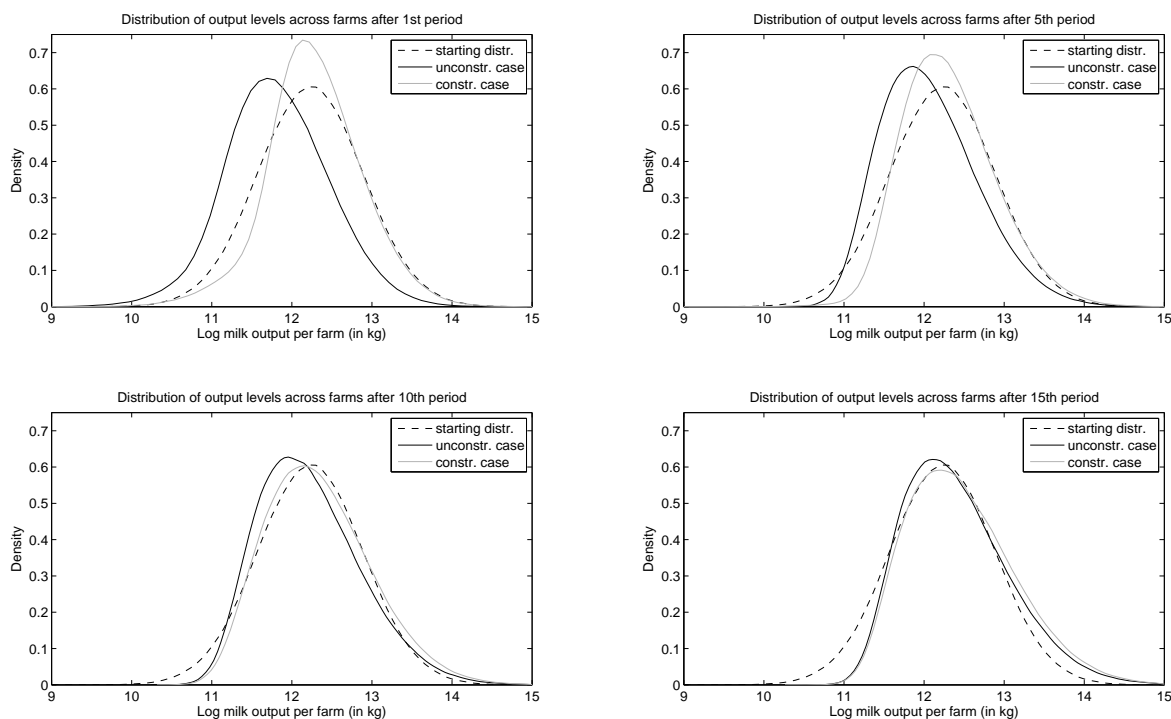 Distribution of output levels across farms after 1st period
0.7
0.6
0.5
0.4
0.3
0.2
0.1
0
Density
starting distr.
unconstr. case
constr. case
9 10 11 12 13 14 15
Log milk output per farm (in kg)
Distribution of output levels across farms after 5th period
0.7
0.6
0.5
0.4
0.3
0.2
0.1
0
Density
starting distr.
unconstr. case
constr. case
9 10 11 12 13 14 15
Log milk output per farm (in kg)
Distribution of output levels across farms after 10th period
0.7
0.6
0.5
0.4
0.3
0.2
0.1
0
Density
starting distr.
unconstr. case
constr. case
9 10 11 12 13 14 15
Log milk output per farm (in kg)
Distribution of output levels across farms after 15th period
0.7
0.6
0.5
0.4
0.3
0.2
0.1
0
Density
starting distr.
unconstr. case
constr. case
9 10 11 12 13 14 15
Log milk output per farm (in kg)